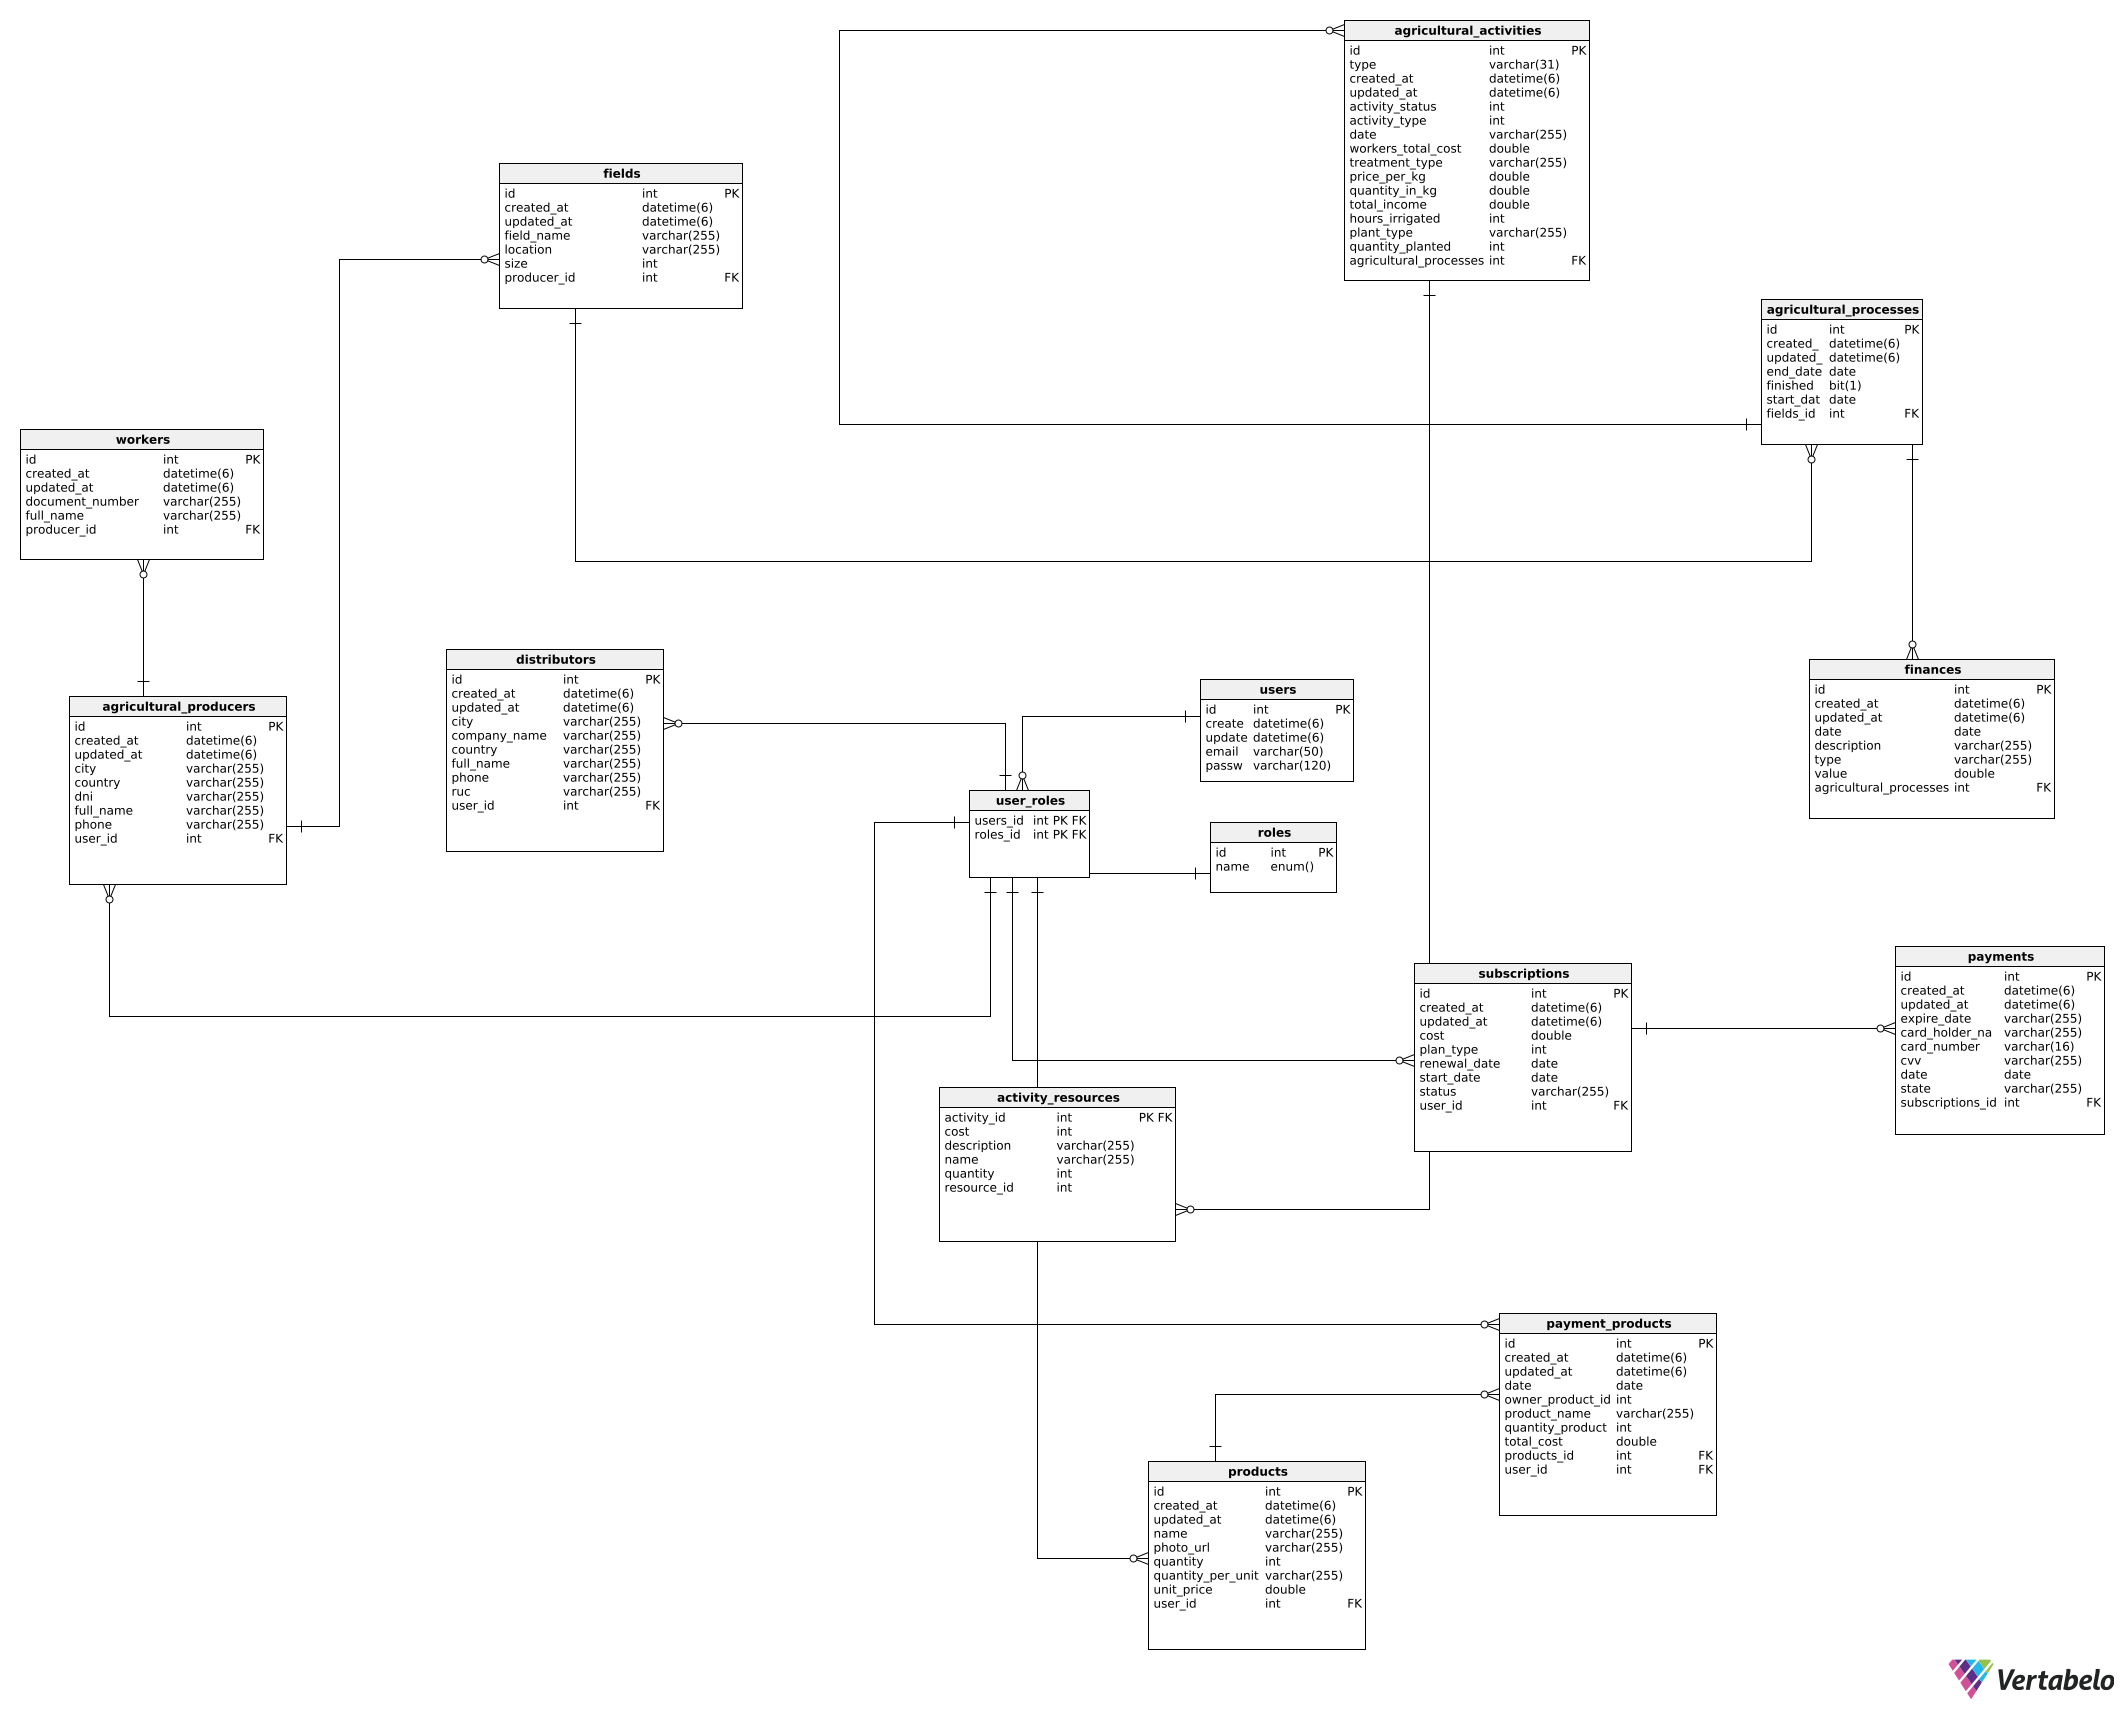 agricultural_activities
id int PK
type varchar(31)
created_at datetime(6)
updated_at datetime(6)
activity_status int
activity_type int
date varchar(255)
workers_total_cost double
treatment_type varchar(255)
price_per_kg double
quantity_in_kg double
total_income double
hours_irrigated int
plant_type varchar(255)
quantity_planted int
agricultural_processes int FK
fields
id int PK
created_at datetime(6)
updated_at datetime(6)
field_name varchar(255)
location varchar(255)
size int
producer_id int FK
agricultural_processes
id int PK
created_ datetime(6)
updated_ datetime(6)
end_date date
finished bit(1)
start_dat date
fields_id int FK
workers
id int PK
created_at datetime(6)
updated_at datetime(6)
document_number varchar(255)
full_name varchar(255)
producer_id int FK
distributors
id int PK
created_at datetime(6)
updated_at datetime(6)
city varchar(255)
company_name varchar(255)
country varchar(255)
full_name varchar(255)
phone varchar(255)
ruc varchar(255)
user_id int FK
users
id int PK
create datetime(6)
update datetime(6)
email varchar(50)
passw varchar(120)
finances
id int PK
created_at datetime(6)
updated_at datetime(6)
date date
description varchar(255)
type varchar(255)
value double
agricultural_processes int FK
agricultural_producers
id int PK
created_at datetime(6)
updated_at datetime(6)
city varchar(255)
country varchar(255)
dni varchar(255)
full_name varchar(255)
phone varchar(255)
user_id int FK
user_roles
users_id int PK FK
roles_id int PK FK
roles
id int PK
name enum()
subscriptions
id int PK
created_at datetime(6)
updated_at datetime(6)
cost double
plan_type int
renewal_date date
start_date date
status varchar(255)
user_id int FK
payments
id int PK
created_at datetime(6)
updated_at datetime(6)
expire_date varchar(255)
card_holder_na varchar(255)
card_number varchar(16)
cvv varchar(255)
date date
state varchar(255)
subscriptions_id int FK
activity_resources
activity_id int PK FK
cost int
description varchar(255)
name varchar(255)
quantity int
resource_id int
payment_products
id int PK
created_at datetime(6)
updated_at datetime(6)
date date
owner_product_id int
product_name varchar(255)
quantity_product int
total_cost double
products_id int FK
user_id int FK
products
id int PK
created_at datetime(6)
updated_at datetime(6)
name varchar(255)
photo_url varchar(255)
quantity int
quantity_per_unit varchar(255)
unit_price double
user_id int FK
Vertabelo